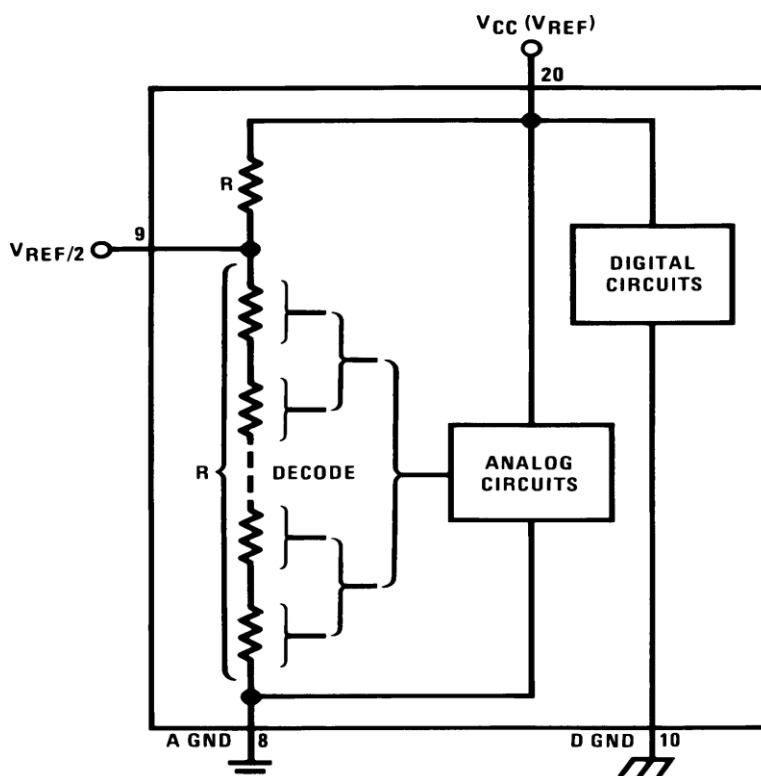 VCC (VREF)
20
R
9
VREF/2
DIGITAL
CIRCUITS
R
DECODE
ANALOG
CIRCUITS
A GND
8
D GND
10